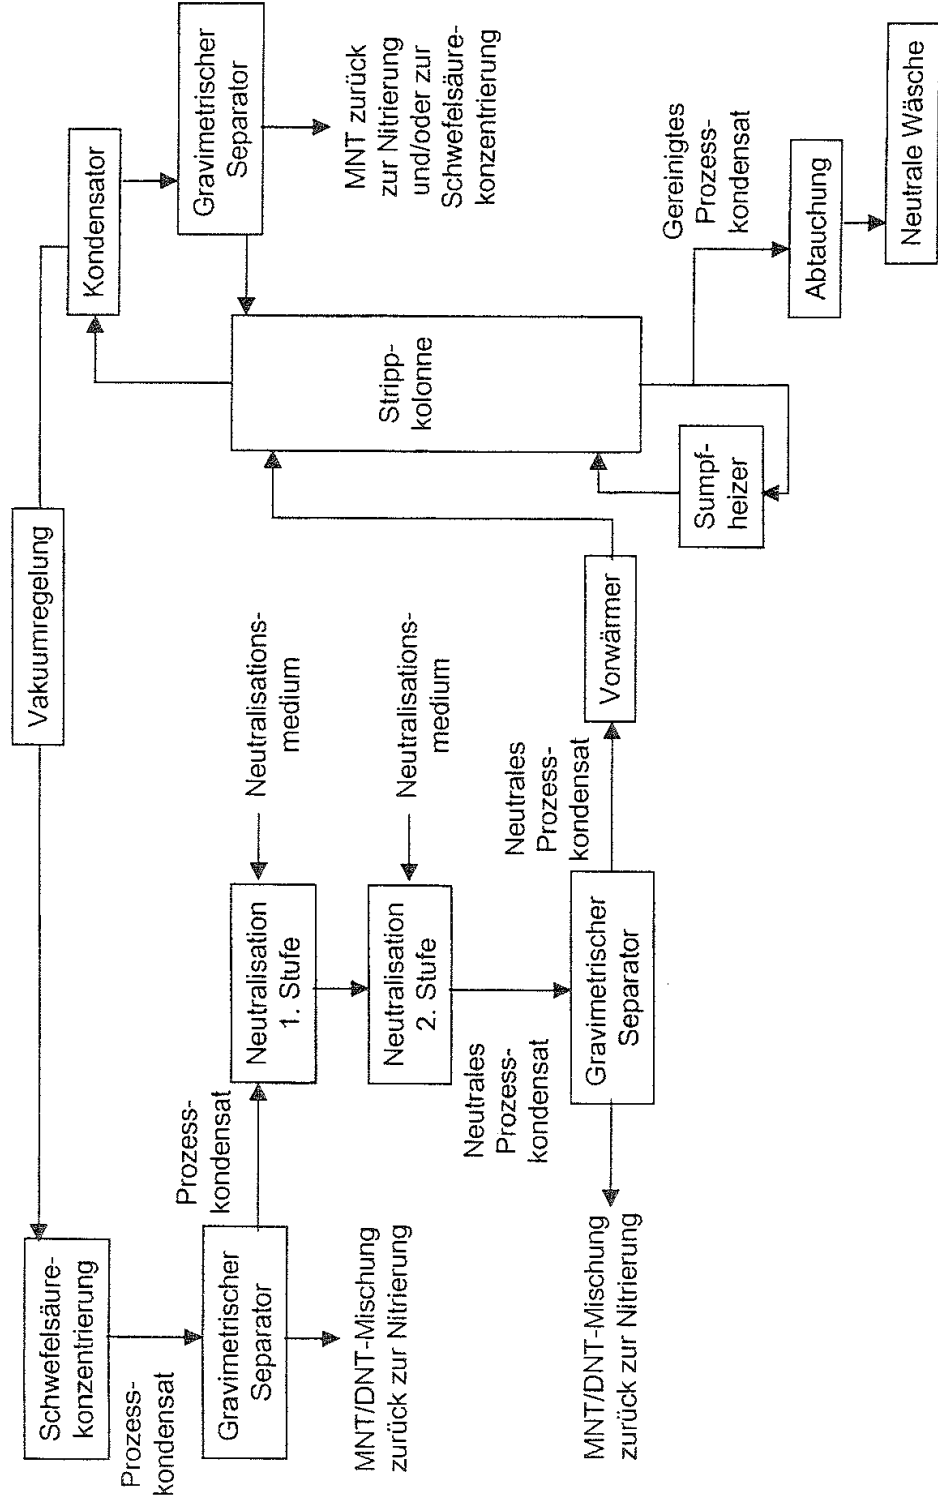 Vakuumregelung
Schwefelsäure-
konzentrierung
Prozess-
kondensat
Gravimetrischer
Separator
MNT/DNT-Mischung
zurück zur Nitrierung
Prozess-
kondensat
Neutralisation
1. Stufe
Neutralisations-
medium
Neutralisation
2. Stufe
Neutralisations-
medium
Neutrales
Prozess-
kondensat
Gravimetrischer
Separator
MNT/DNT-Mischung
zurück zur Nitrierung
Neutrales
Prozess-
kondensat
Vorwärmer
Stripp-
kolonne
Sumpf-
heizer
Kondensator
Gravimetrischer
Separator
MNT zurück
zur Nitrierung
und/oder zur
Schwefelsäure-
konzentrierung
Gereinigtes
Prozess-
kondensat
Abtauchung
Neutrale Wäsche